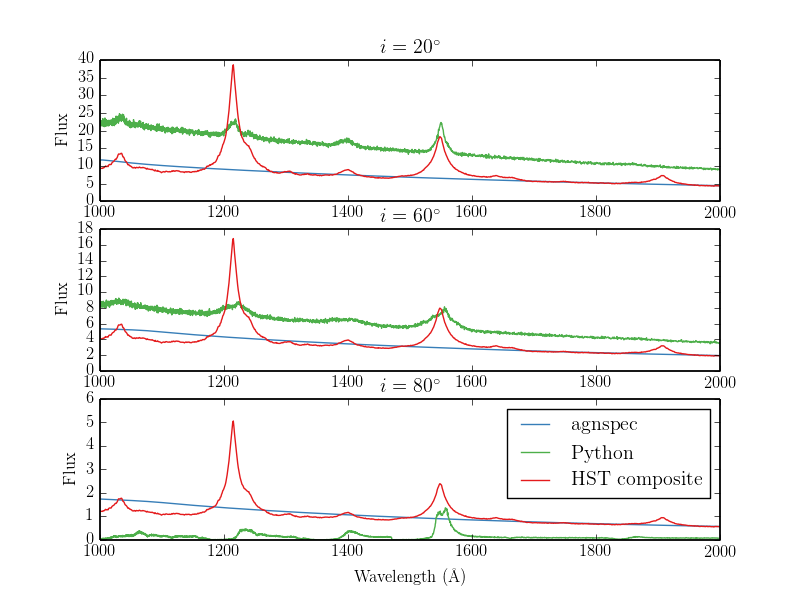 i = 20°
40
35
30
25
20
15
10
5
0
Flux
1000 1200 1400 1600 1800 2000
i = 60°
18
16
14
12
10
8
6
4
2
0
Flux
1000 1200 1400 1600 1800 2000
i = 80°
6
5
4
3
2
1
0
Flux
agnspec
Python
HST composite
1000 1200 1400 1600 1800 2000
Wavelength (Å)